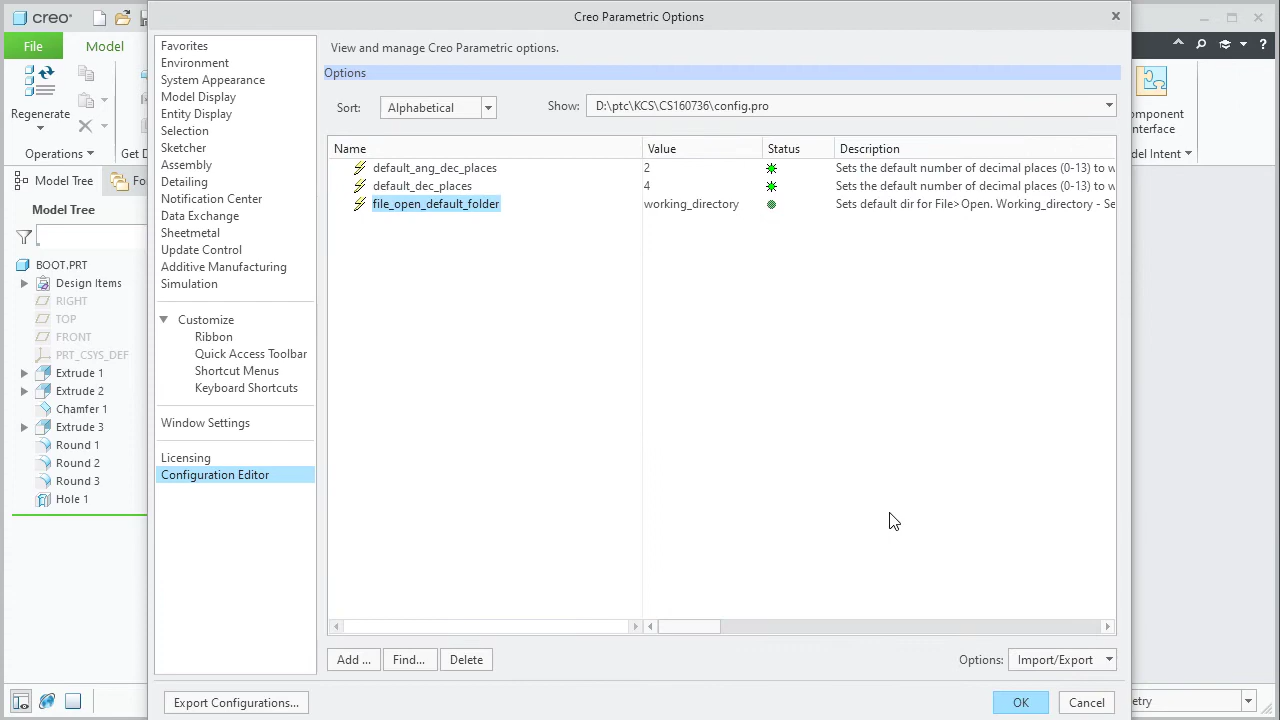 Creo Parametric Options
creo
File
Model
Regenerate
Operations
Get D
Model Tree
Fo
Model Tree
BOOT.PRT
Design Items
RIGHT
TOP
FRONT
PRT_CSYS_DEF
Extrude 1
Extrude 2
Chamfer 1
Extrude 3
Round 1
Round 2
Round 3
Hole 1
Favorites
Environment
System Appearance
Model Display
Entity Display
Selection
Sketcher
Assembly
Detailing
Notification Center
Data Exchange
Sheetmetal
Update Control
Additive Manufacturing
Simulation
Customize
Ribbon
Quick Access Toolbar
Shortcut Menus
Keyboard Shortcuts
Window Settings
Licensing
Configuration Editor
View and manage Creo Parametric options.
Options
Sort: Alphabetical Show: D:\ptc\KCS\CS160736\config.pro
Name Value Status Description
default_ang_dec_places 2 Sets the default number of decimal places (0-13) to w
default_dec_places 4 Sets the default number of decimal places (0-13) to w
file_open_default_folder working_directory Sets default dir for File>Open. Working_directory - Se
Add ... Find... Delete Options: Import/Export
Export Configurations... OK Cancel
omponent
nterface
del Intent
etry